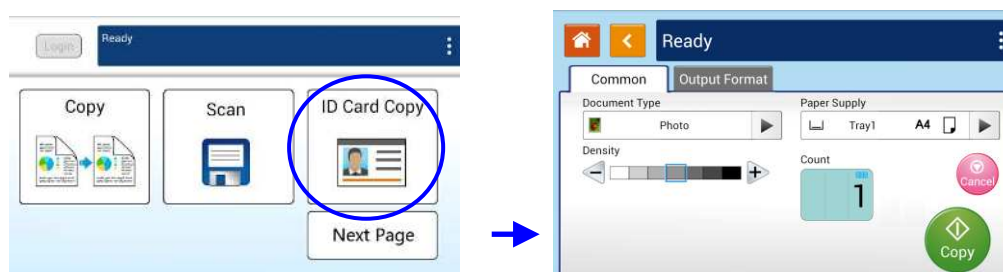 Login
Ready
Copy
Scan
ID Card Copy
Next Page
Ready
Common
Output Format
Document Type
Paper Supply
Photo
Tray1
A4
Density
Count
1
Cancel
Copy